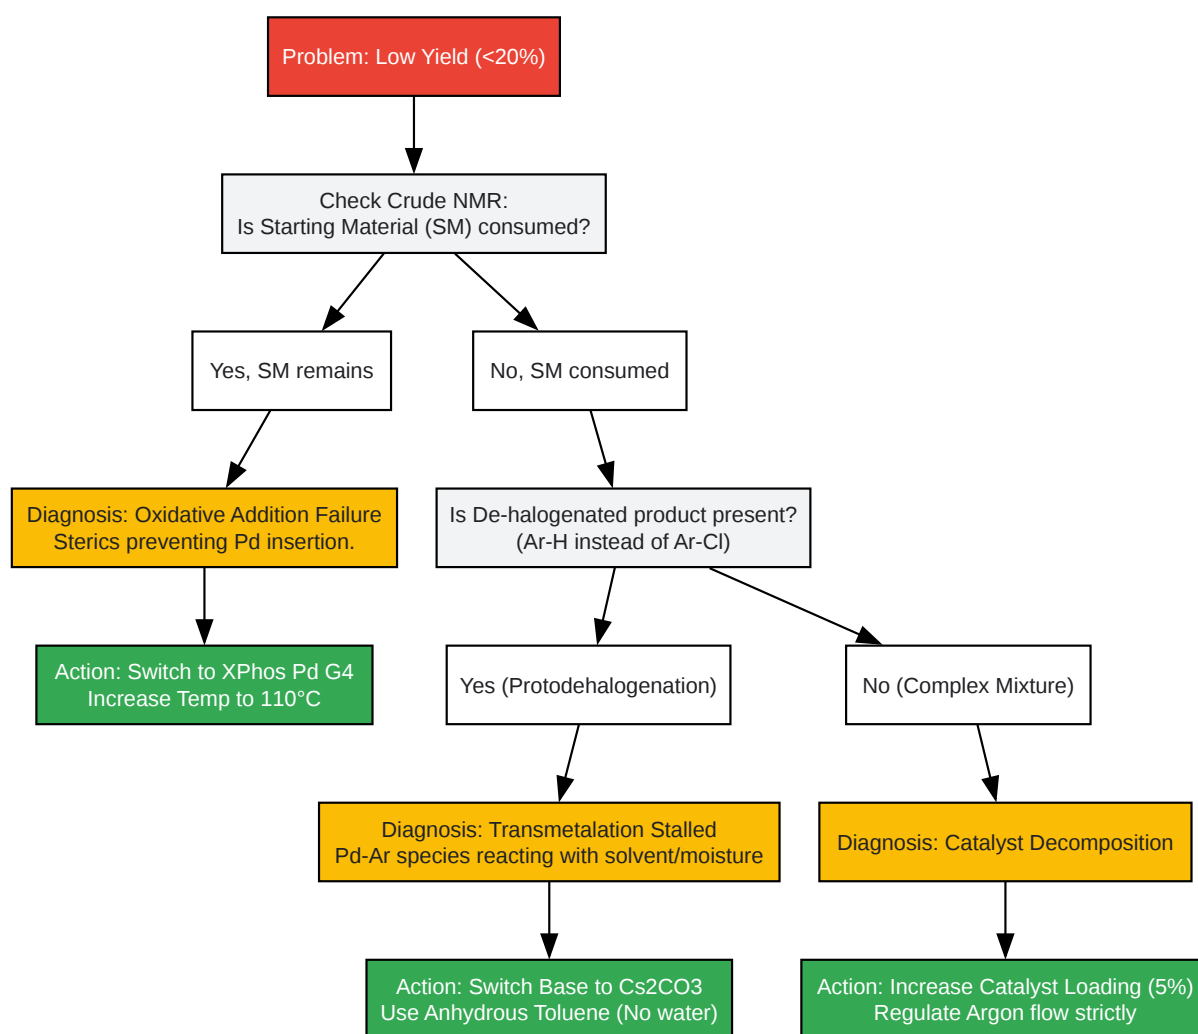 Problem: Low Yield (<20%)
Check Crude NMR:
Is Starting Material (SM) consumed?
Yes, SM remains
No, SM consumed
Diagnosis: Oxidative Addition Failure
Sterics preventing Pd insertion.
Is De-halogenated product present?
(Ar-H instead of Ar-Cl)
Action: Switch to XPhos Pd G4
Increase Temp to 110°C
Yes (Protodehalogenation)
No (Complex Mixture)
Diagnosis: Transmetalation Stalled
Pd-Ar species reacting with solvent/moisture
Diagnosis: Catalyst Decomposition
Action: Switch Base to Cs2CO3
Use Anhydrous Toluene (No water)
Action: Increase Catalyst Loading (5%)
Regulate Argon flow strictly